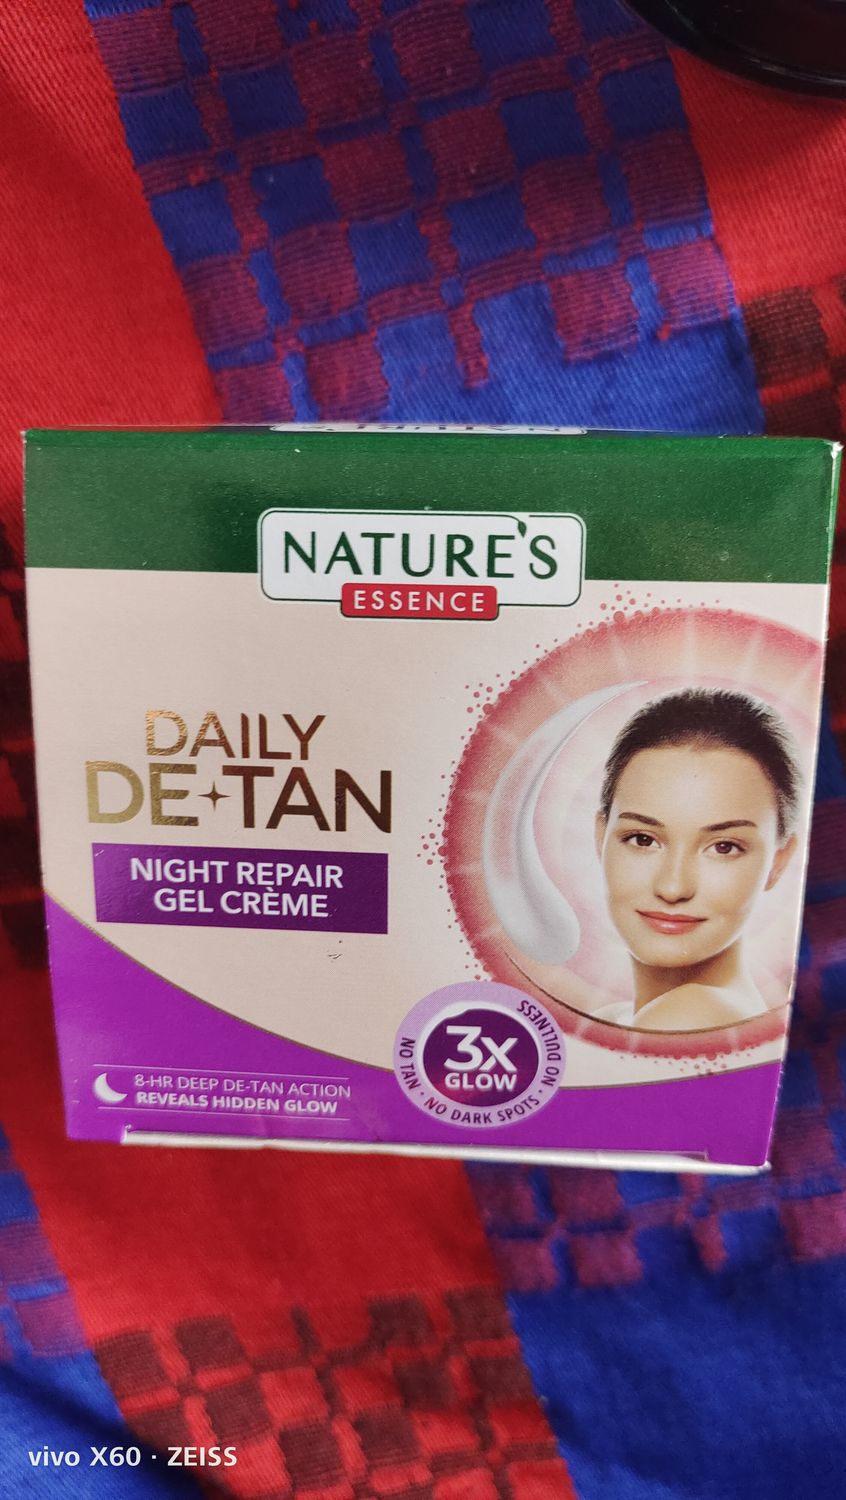 NATURE'S
ESSENCE
DAILY
DE TAN
NIGHT REPAIR
GEL CRÈME
3x
GLOW
NO TAN · NO DARK SPOTS · NO DULLNESS
8-HR DEEP DE-TAN ACTION
REVEALS HIDDEN GLOW
vivo X60 · ZEISS